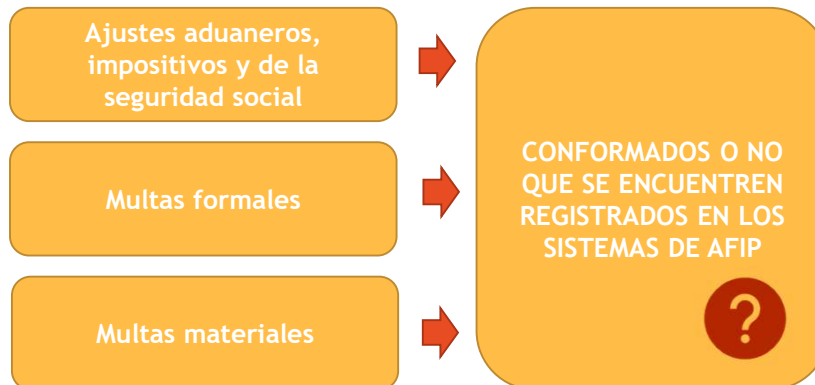 Ajustes aduaneros,
impositivos y de la
seguridad social
Multas formales
Multas materiales
CONFORMADOS O NO
QUE SE ENCUENTREN
REGISTRADOS EN LOS
SISTEMAS DE AFIP
?